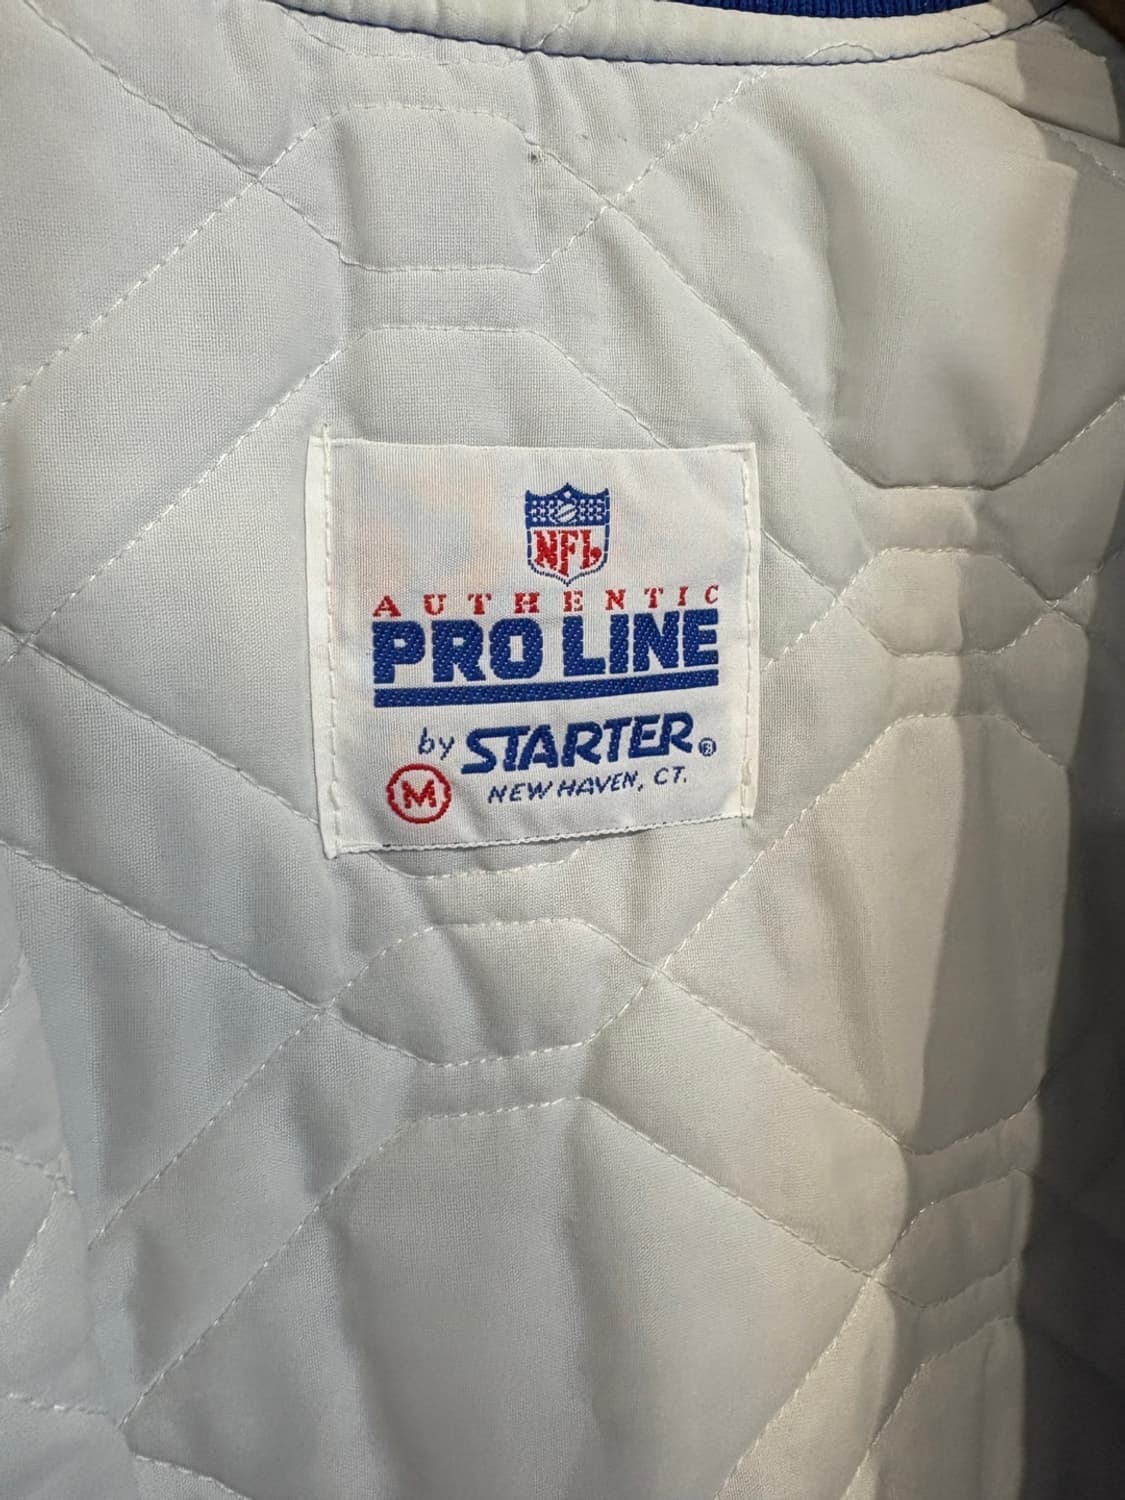 NFL
AUTHENTIC
PRO LINE
by STARTER®
M NEW HAVEN, CT.